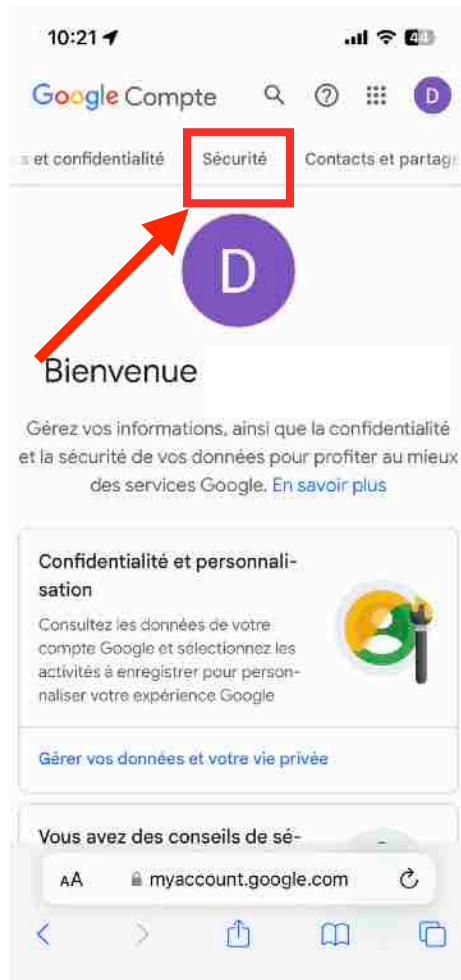 10:21
Google Compte
D
et confidentialité Sécurité Contacts et partag
D
Bienvenue
Gérez vos informations, ainsi que la confidentialité
et la sécurité de vos données pour profiter au mieux
des services Google. En savoir plus
Confidentialité et personnali-
sation
Consultez les données de votre
compte Google et sélectionnez les
activités à enregistrer pour person-
naliser votre expérience Google
Gérer vos données et votre vie privée
Vous avez des conseils de sé-
AA myaccount.google.com